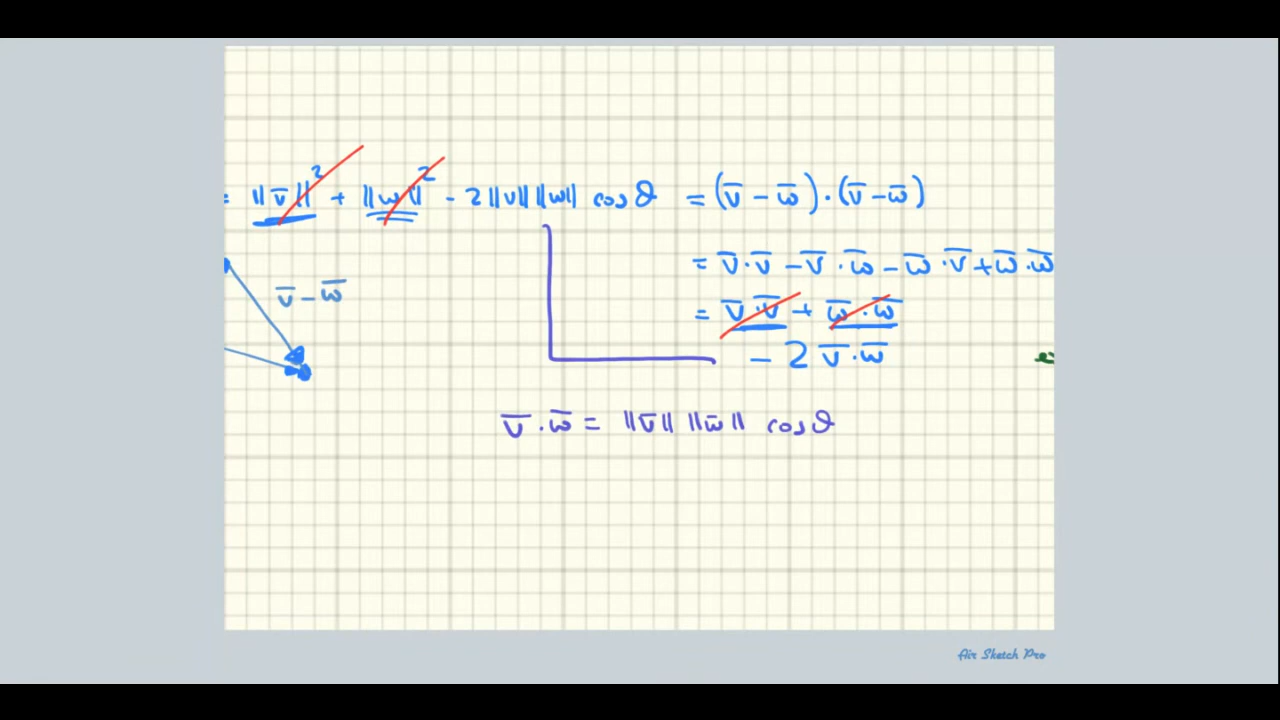 = ‖v̅‖² + ‖w̅‖² - 2‖v‖‖w‖ cos ϑ = (v̅ - w̅)·(v̅ - w̅)
= v̅·v̅ - v̅·w̅ - w̅·v̅ + w̅·w̅
v̅ - w̅
= v̅·v̅ + w̅·w̅
- 2 v̅·w̅
v̅·w̅ = ‖v̅‖ ‖w̅‖ cos ϑ
Air Sketch Pro